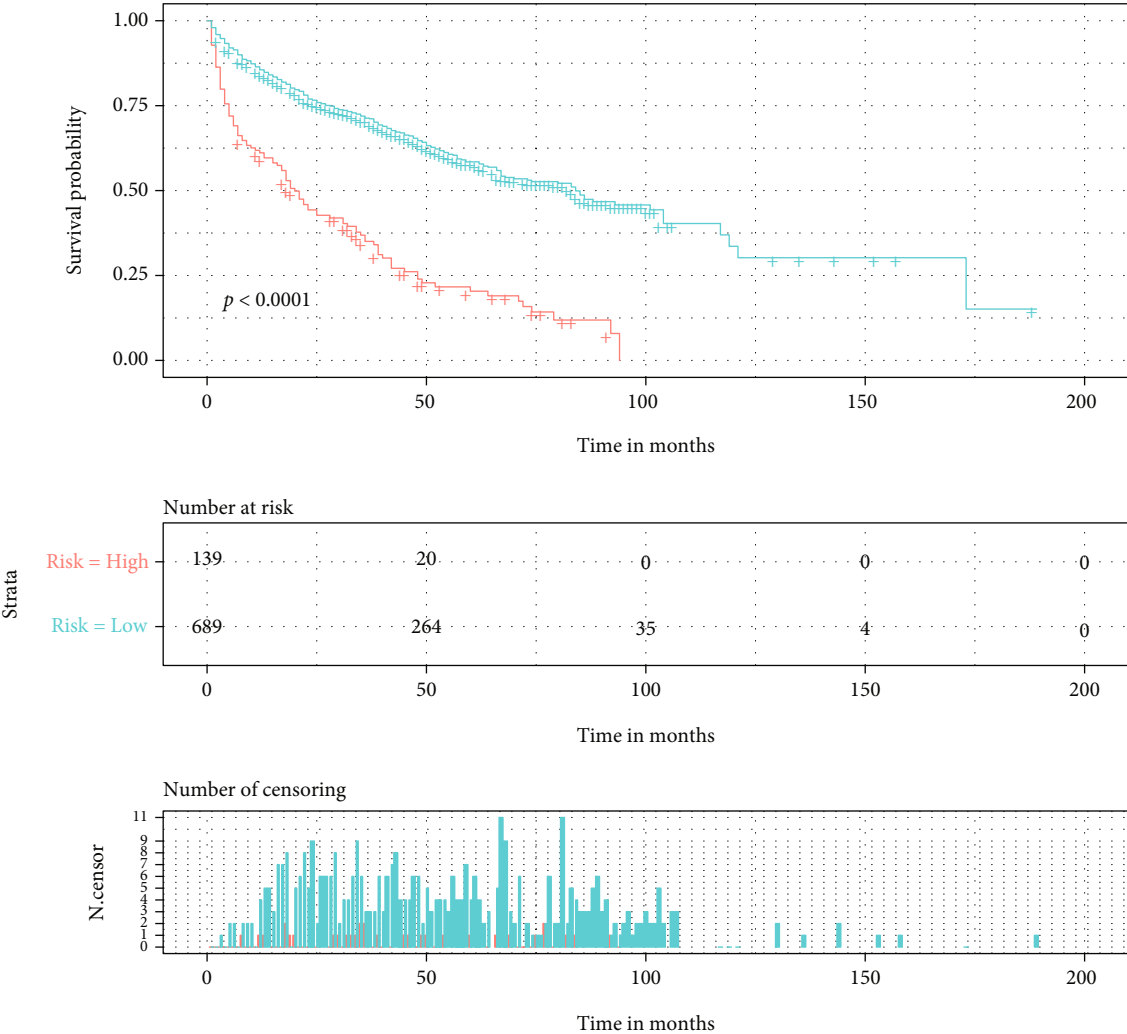 1.00
0.75
0.50
0.25
0.00
Survival probability
p < 0.0001
0 50 100 150 200
Time in months
Number at risk
Strata
Risk = High 139 20 0 0 0
Risk = Low 689 264 35 4 0
0 50 100 150 200
Time in months
Number of censoring
N.censor
11
9
8
7
6
5
4
3
2
1
0
0 50 100 150 200
Time in months